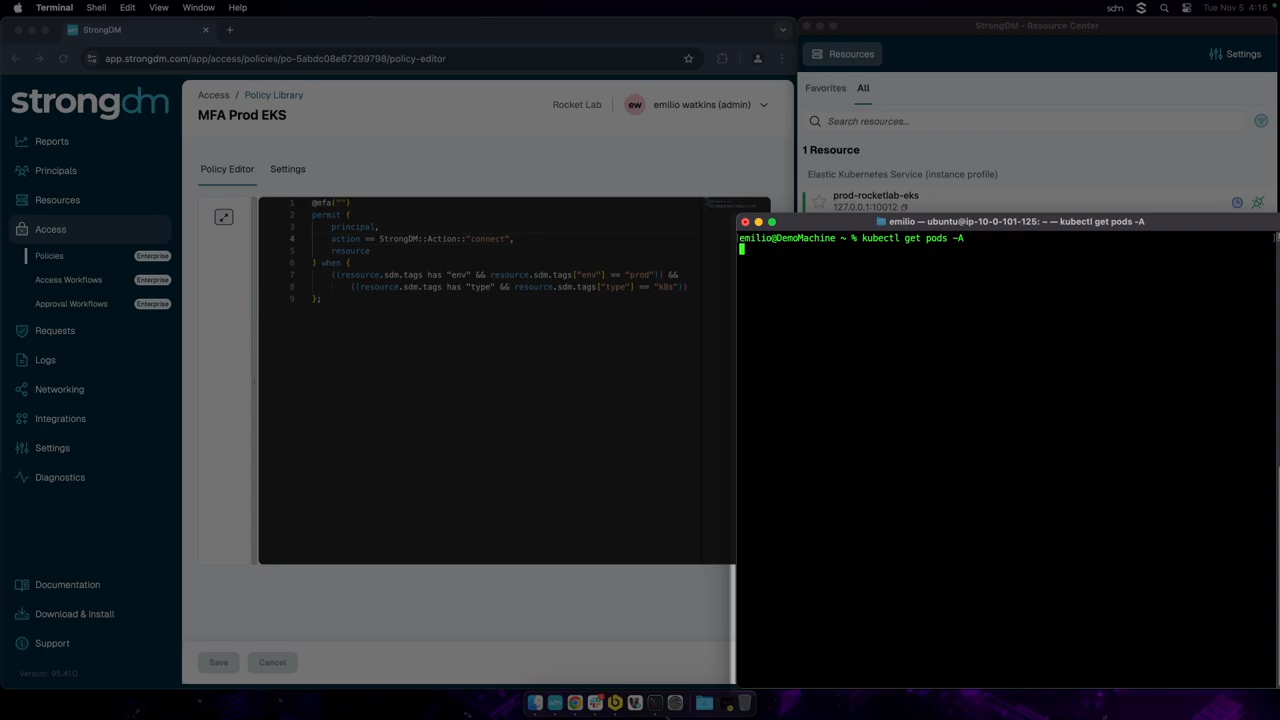 Terminal Shell Edit View Window Help
sdm Tue Nov 5 4:16
StrongDM
app.strongdm.com/app/access/policies/po-5abdc08e67299798/policy-editor
strongdm
Reports
Principals
Resources
Access
Policies Enterprise
Access Workflows Enterprise
Approval Workflows Enterprise
Requests
Logs
Networking
Integrations
Settings
Diagnostics
Documentation
Download & Install
Support
Version: 95.41.0
Access / Policy Library
MFA Prod EKS
Rocket Lab ew emilio watkins (admin)
Policy Editor Settings
1 @mfa("")
2 permit (
3 principal,
4 action == StrongDM::Action::"connect",
5 resource
6 ) when {
7 ((resource.sdm.tags has "env" && resource.sdm.tags["env"] == "prod")) &&
8 ((resource.sdm.tags has "type" && resource.sdm.tags["type"] == "k8s"))
9 };
Save Cancel
StrongDM - Resource Center
Resources Settings
Favorites All
Search resources...
1 Resource
Elastic Kubernetes Service (instance profile)
prod-rocketlab-eks
127.0.0.1:10012
emilio — ubuntu@ip-10-0-101-125: ~ — kubectl get pods -A
emilio@DemoMachine ~ % kubectl get pods -A